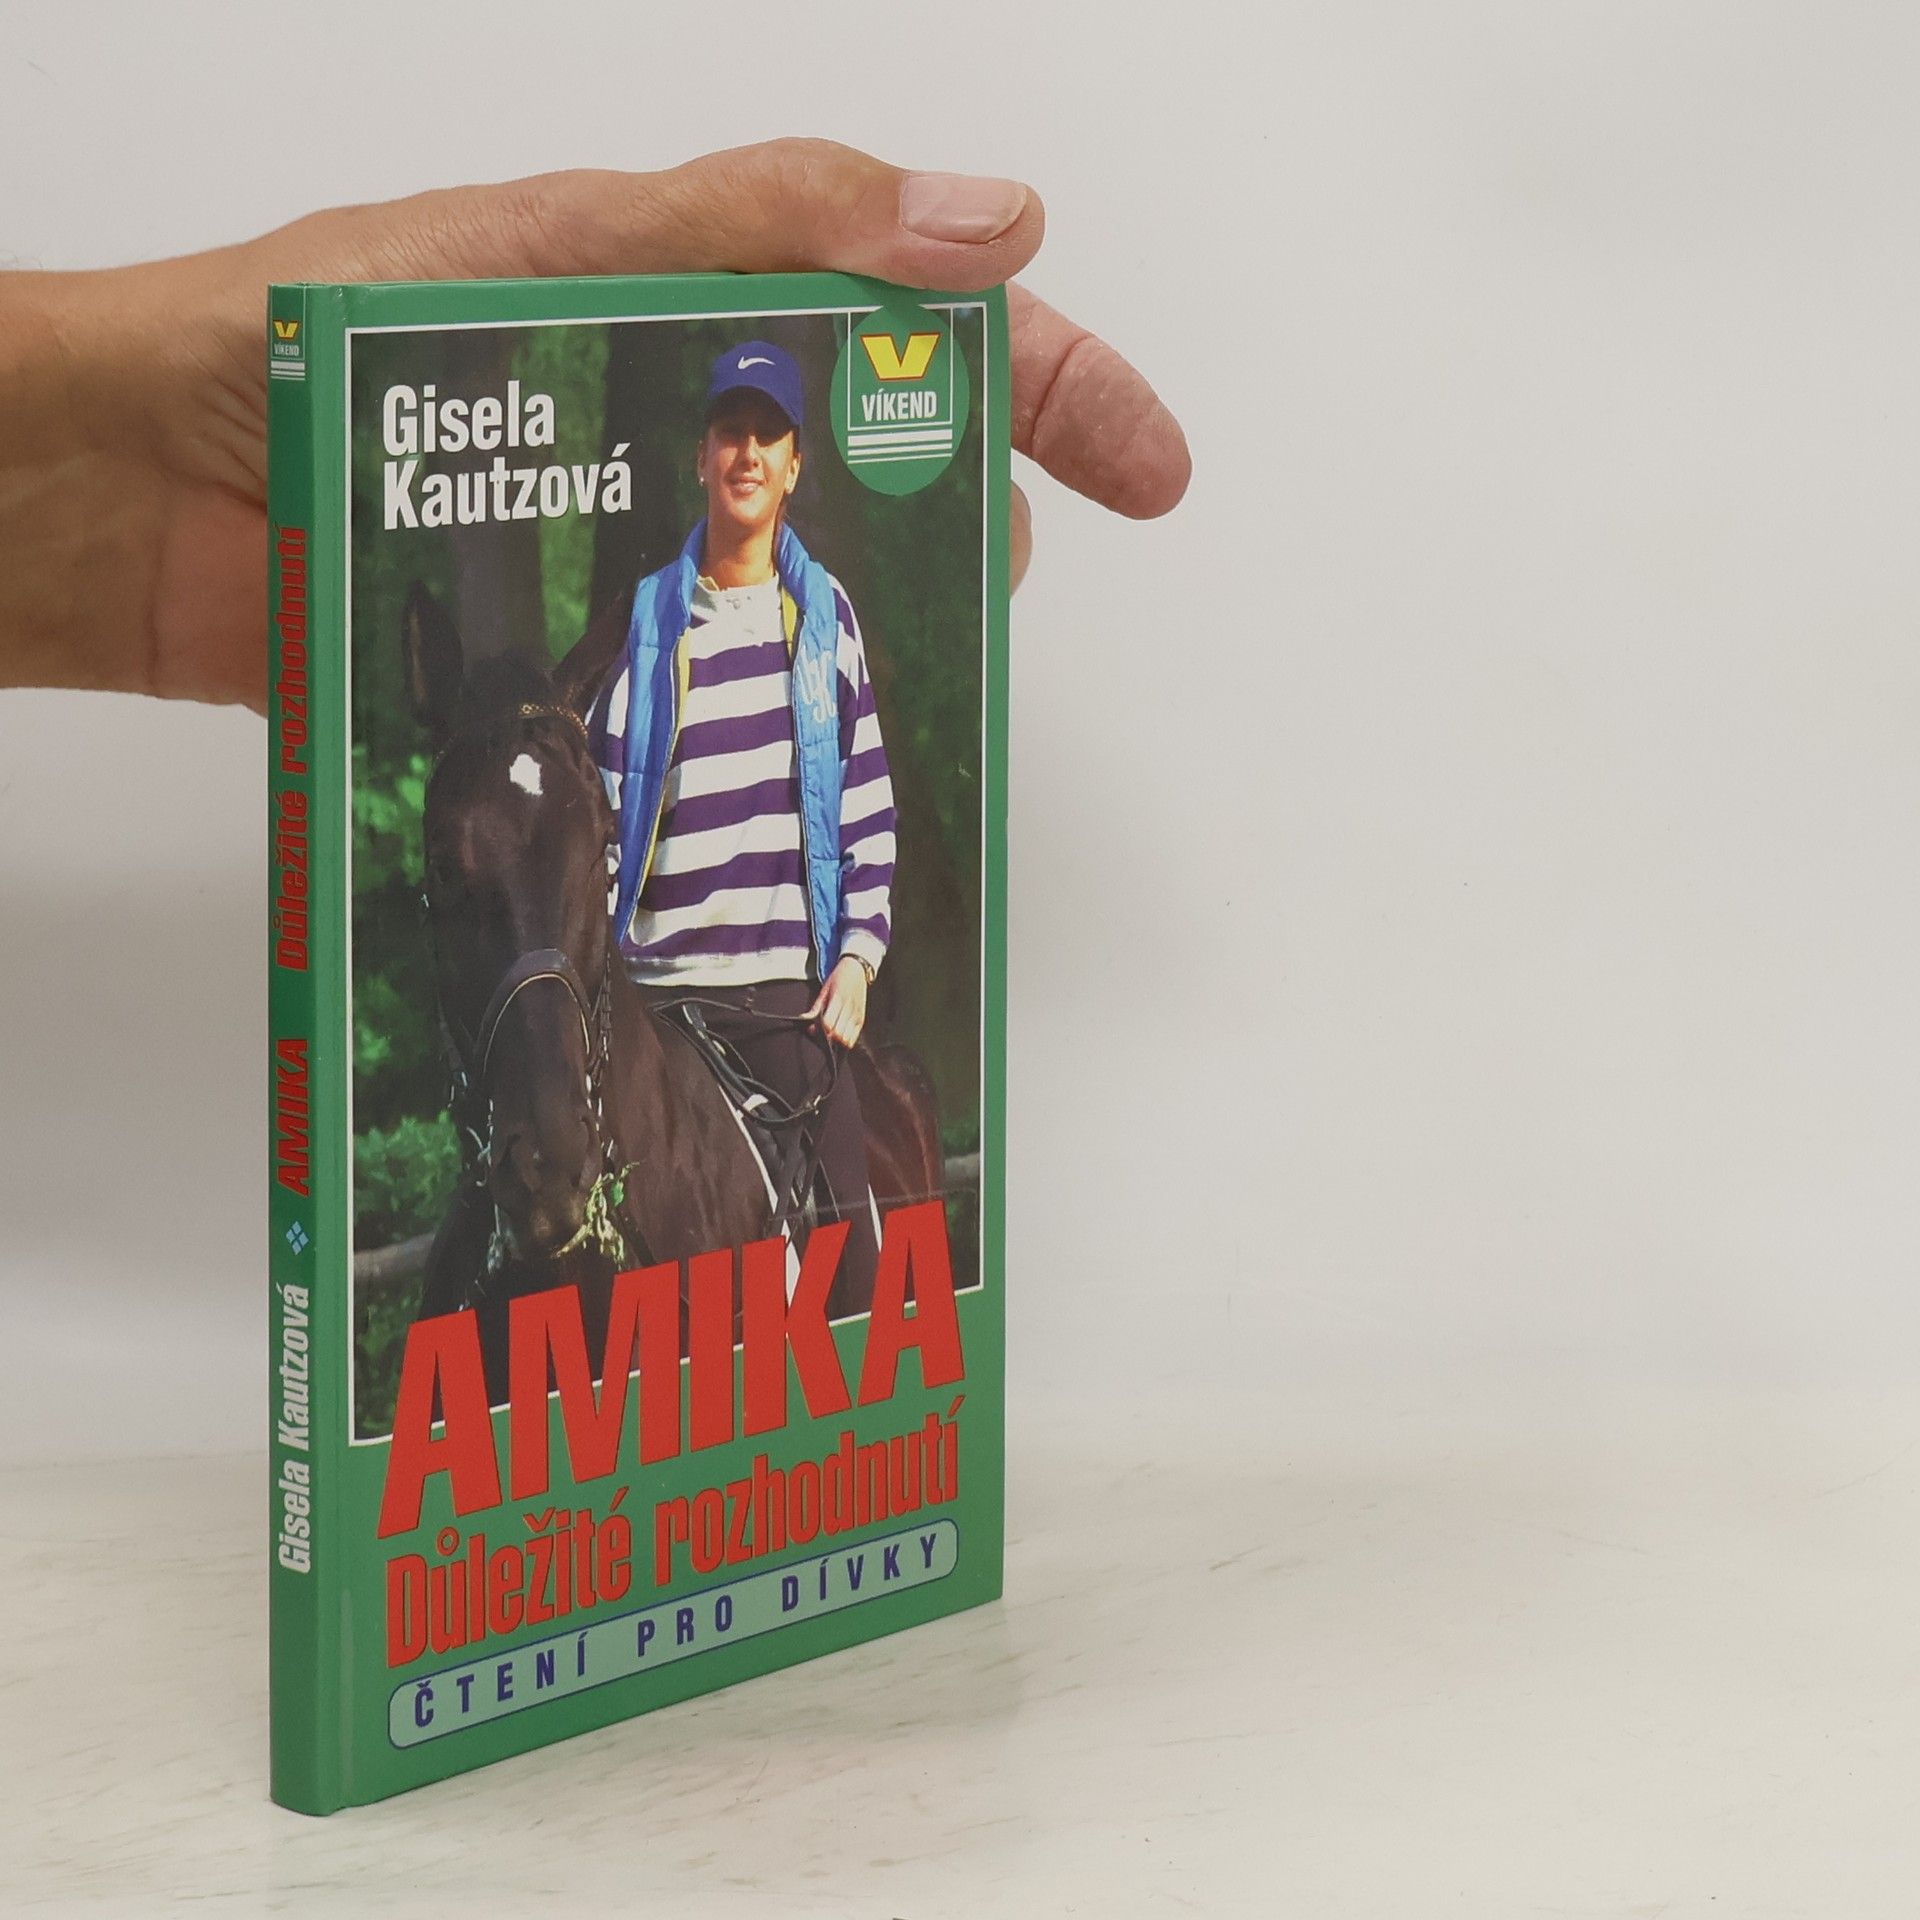 VÍKEND
Gisela Kautzová AMIKA Důležité rozhodnutí
Gisela
Kautzová
VÍKEND
AMIKA
Důležité rozhodnutí
ČTENÍ PRO DÍVKY